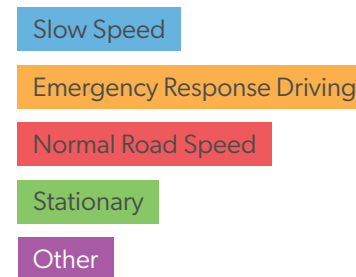 Slow Speed
Emergency Response Driving
Normal Road Speed
Stationary
Other